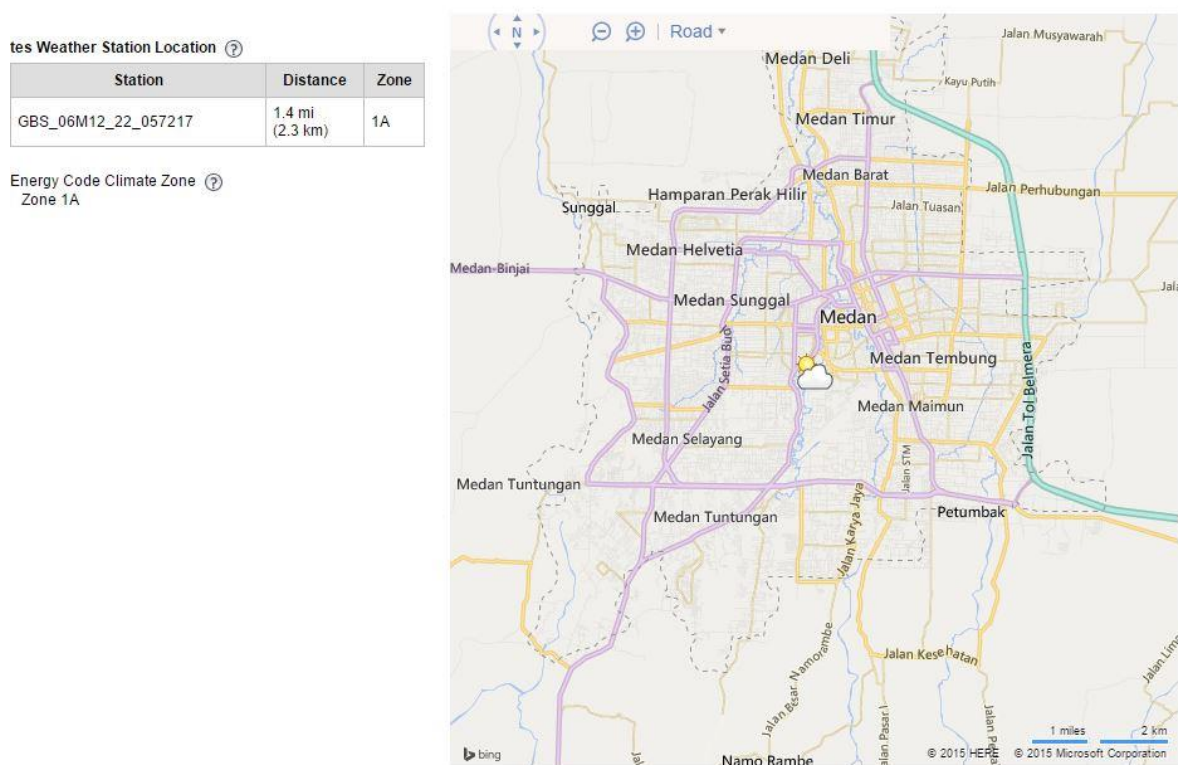 tes Weather Station Location ?
Station Distance Zone
GBS_06M12_22_057217 1.4 mi (2.3 km) 1A
Energy Code Climate Zone ?
Zone 1A
N Road
Jalan Musyawarah
Medan Deli
Kayu Putih
Medan Timur
Medan Barat
Jalan Perhubungan
Hamparan Perak Hilir
Sunggal
Jalan Tuasan
Medan Helvetia
Medan-Binjai
Medan Sunggal
Medan
Jalan Setia Bud
Medan Tembung
Jalan Tol Belmera
Medan Maimun
Medan Selayang
Jalan STM
Medan Tuntungan
Petumbak
Medan Tuntungan
Jalan Karya Jaya
Jalan Kesehatan
Jalan Besar Namorambe
Jalan Pasar I
1 miles 2 km
bing
© 2015 HERE © 2015 Microsoft Corporation
Namo Rambe